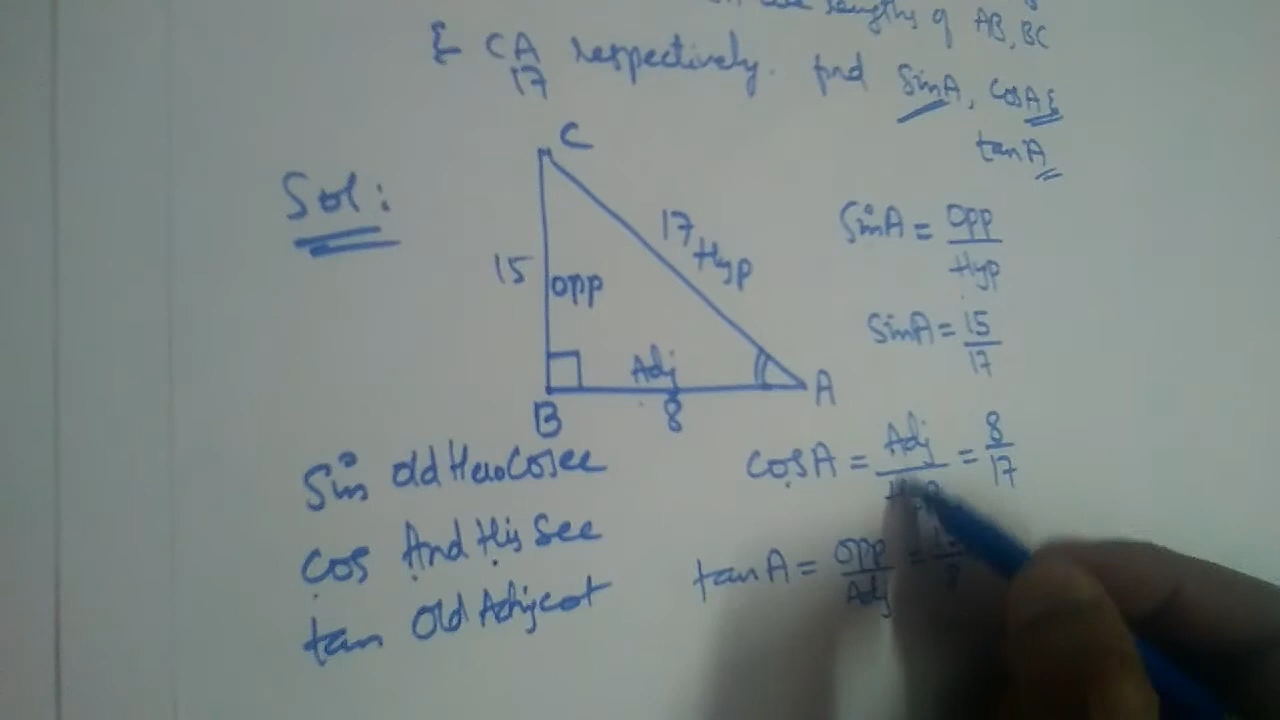 lengths of AB, BC
& CA respectively. find SinA, CosA &
17
tanA
Sol:
C
15
opp
17
Hyp
Adj
B
8
A
SinA = opp
Hyp
SinA = 15
17
cosA = Adj = 8
Hyp 17
tanA = opp =
Adj
Sin old Hero Cosec
cos And His Sec
tan Old Adj cot